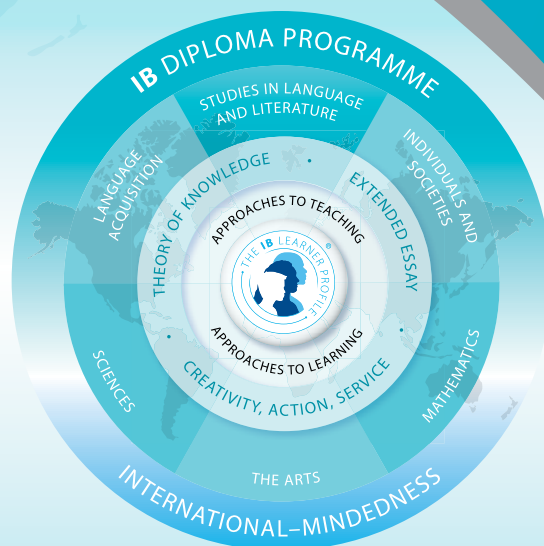 IB DIPLOMA PROGRAMME
STUDIES IN LANGUAGE
AND LITERATURE
LANGUAGE
ACQUISITION
INDIVIDUALS AND
SOCIETIES
THEORY OF KNOWLEDGE
EXTENDED ESSAY
APPROACHES TO TEACHING
THE IB LEARNER PROFILE ®
APPROACHES TO LEARNING
CREATIVITY, ACTION, SERVICE
SCIENCES
MATHEMATICS
THE ARTS
INTERNATIONAL–MINDEDNESS